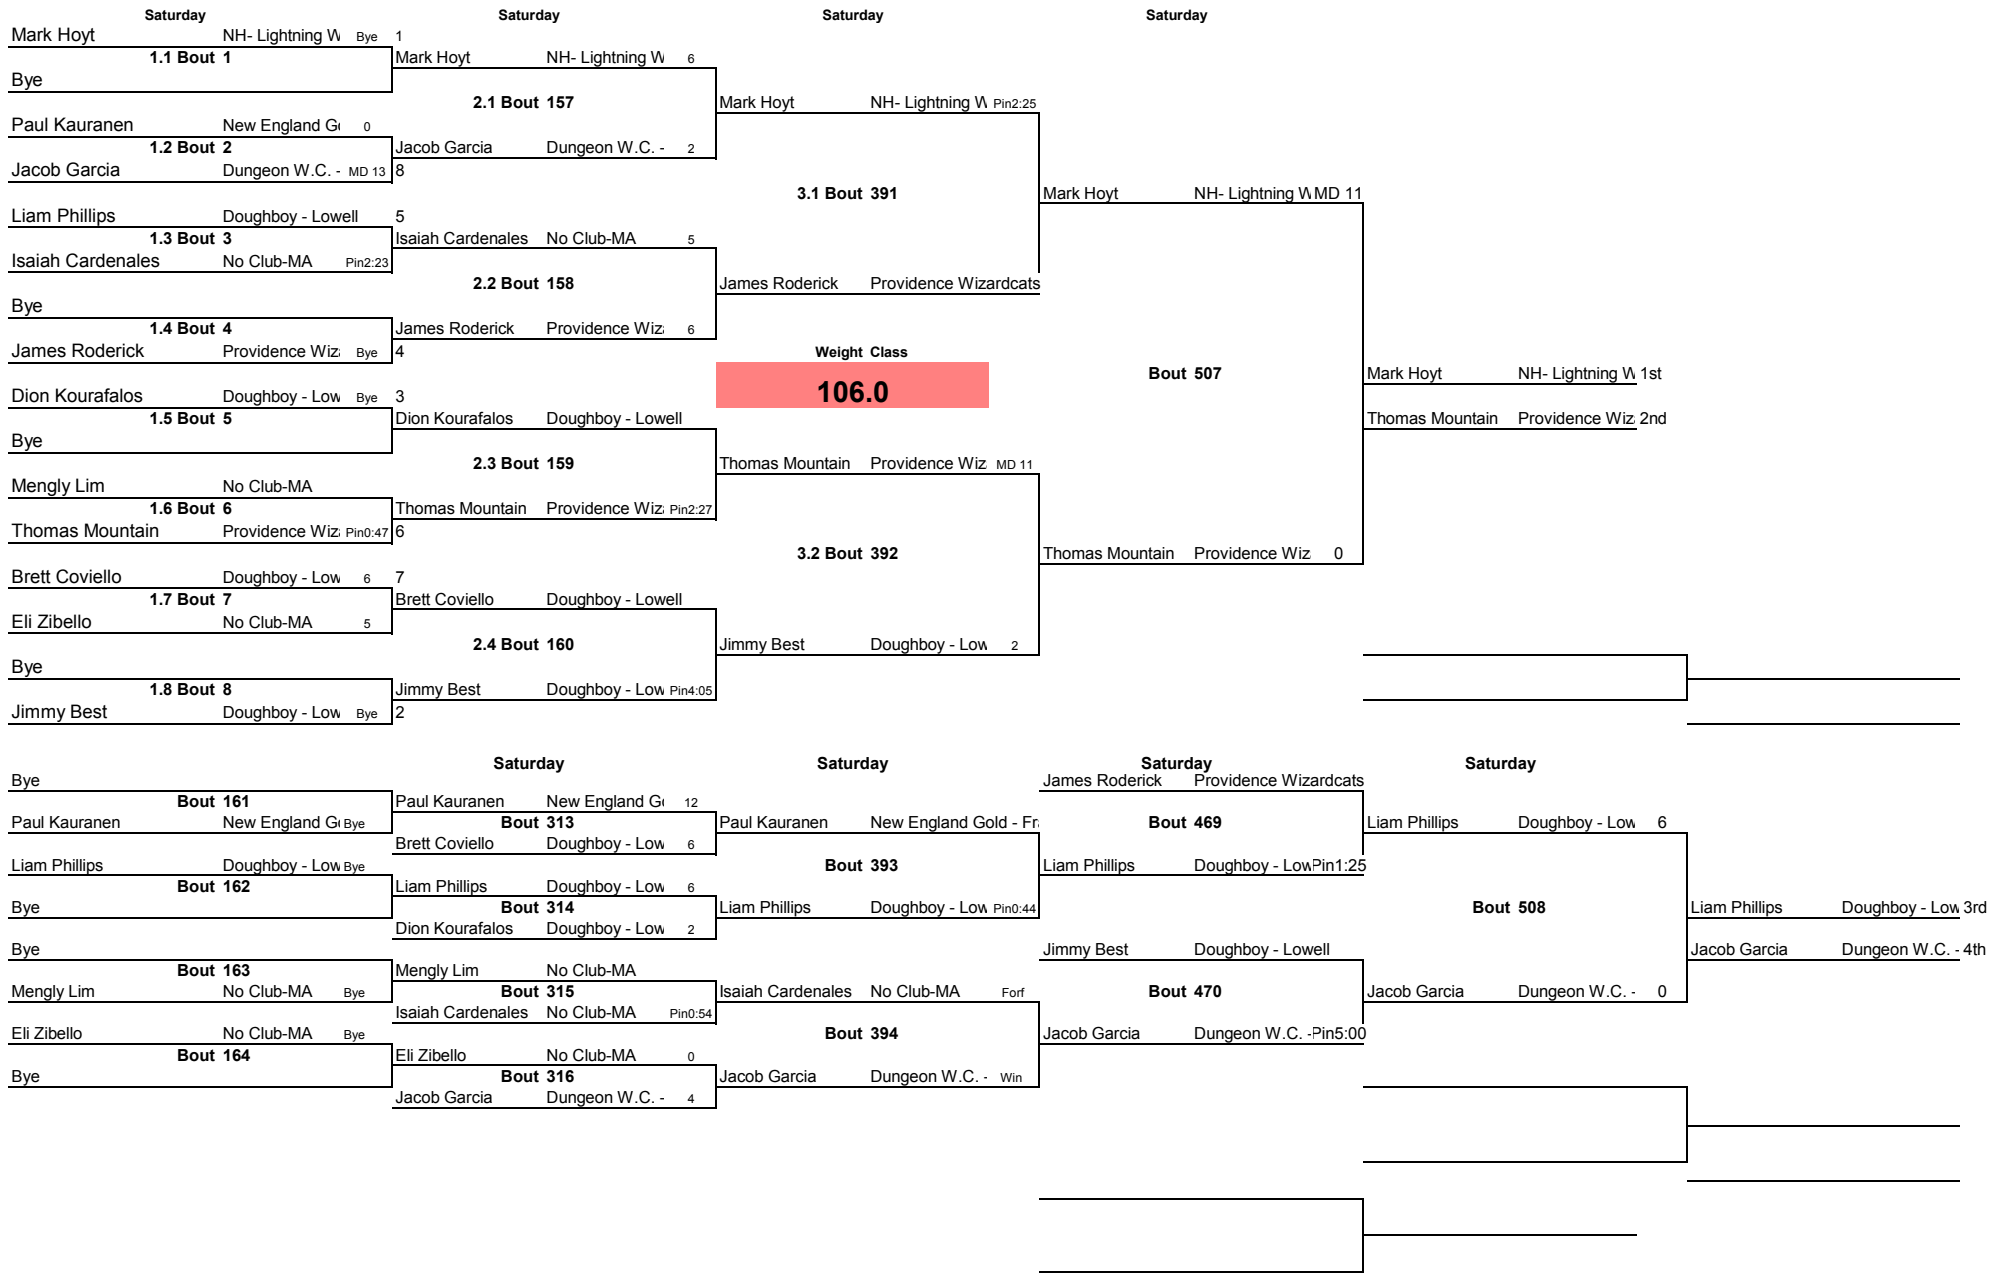 Saturday Saturday Saturday Saturday
Mark Hoyt NH- Lightning W Bye 1
1.1 Bout 1 Mark Hoyt NH- Lightning W 6
Bye
2.1 Bout 157 Mark Hoyt NH- Lightning W Pin2:25
Paul Kauranen New England G 0
1.2 Bout 2 Jacob Garcia Dungeon W.C. - 2
Jacob Garcia Dungeon W.C. - MD 13 8
3.1 Bout 391 Mark Hoyt NH- Lightning W MD 11
Liam Phillips Doughboy - Lowell 5
1.3 Bout 3 Isaiah Cardenales No Club-MA 5
Isaiah Cardenales No Club-MA Pin2:23
2.2 Bout 158 James Roderick Providence Wizardcats
Bye
1.4 Bout 4 James Roderick Providence Wiz 6
James Roderick Providence Wiz Bye 4 Weight Class
Bout 507 Mark Hoyt NH- Lightning W 1st
106.0
Dion Kourafalos Doughboy - Low Bye 3
1.5 Bout 5 Dion Kourafalos Doughboy - Lowell Thomas Mountain Providence Wiz 2nd
Bye
2.3 Bout 159 Thomas Mountain Providence Wiz MD 11
Mengly Lim No Club-MA
1.6 Bout 6 Thomas Mountain Providence Wiz Pin2:27
Thomas Mountain Providence Wiz Pin0:47 6
3.2 Bout 392 Thomas Mountain Providence Wiz 0
Brett Coviello Doughboy - Low 6 7
1.7 Bout 7 Brett Coviello Doughboy - Lowell
Eli Zibello No Club-MA 5
2.4 Bout 160 Jimmy Best Doughboy - Low 2
Bye
1.8 Bout 8 Jimmy Best Doughboy - Low Pin4:05
Jimmy Best Doughboy - Low Bye 2
Saturday Saturday Saturday Saturday
Bye James Roderick Providence Wizardcats
Bout 161 Paul Kauranen New England G 12
Paul Kauranen New England G Bye Bout 313 Paul Kauranen New England Gold - Fr Bout 469 Liam Phillips Doughboy - Low 6
Brett Coviello Doughboy - Low 6
Liam Phillips Doughboy - Low Bye Bout 393 Liam Phillips Doughboy - Low Pin1:25
Bout 162 Liam Phillips Doughboy - Low 6
Bye Bout 314 Liam Phillips Doughboy - Low Pin0:44 Bout 508 Liam Phillips Doughboy - Low 3rd
Dion Kourafalos Doughboy - Low 2
Bye Jimmy Best Doughboy - Lowell Jacob Garcia Dungeon W.C. - 4th
Bout 163 Mengly Lim No Club-MA
Mengly Lim No Club-MA Bye Bout 315 Isaiah Cardenales No Club-MA Forf Bout 470 Jacob Garcia Dungeon W.C. - 0
Isaiah Cardenales No Club-MA Pin0:54
Eli Zibello No Club-MA Bye Bout 394 Jacob Garcia Dungeon W.C. - Pin5:00
Bout 164 Eli Zibello No Club-MA 0
Bye Bout 316 Jacob Garcia Dungeon W.C. - Win
Jacob Garcia Dungeon W.C. - 4